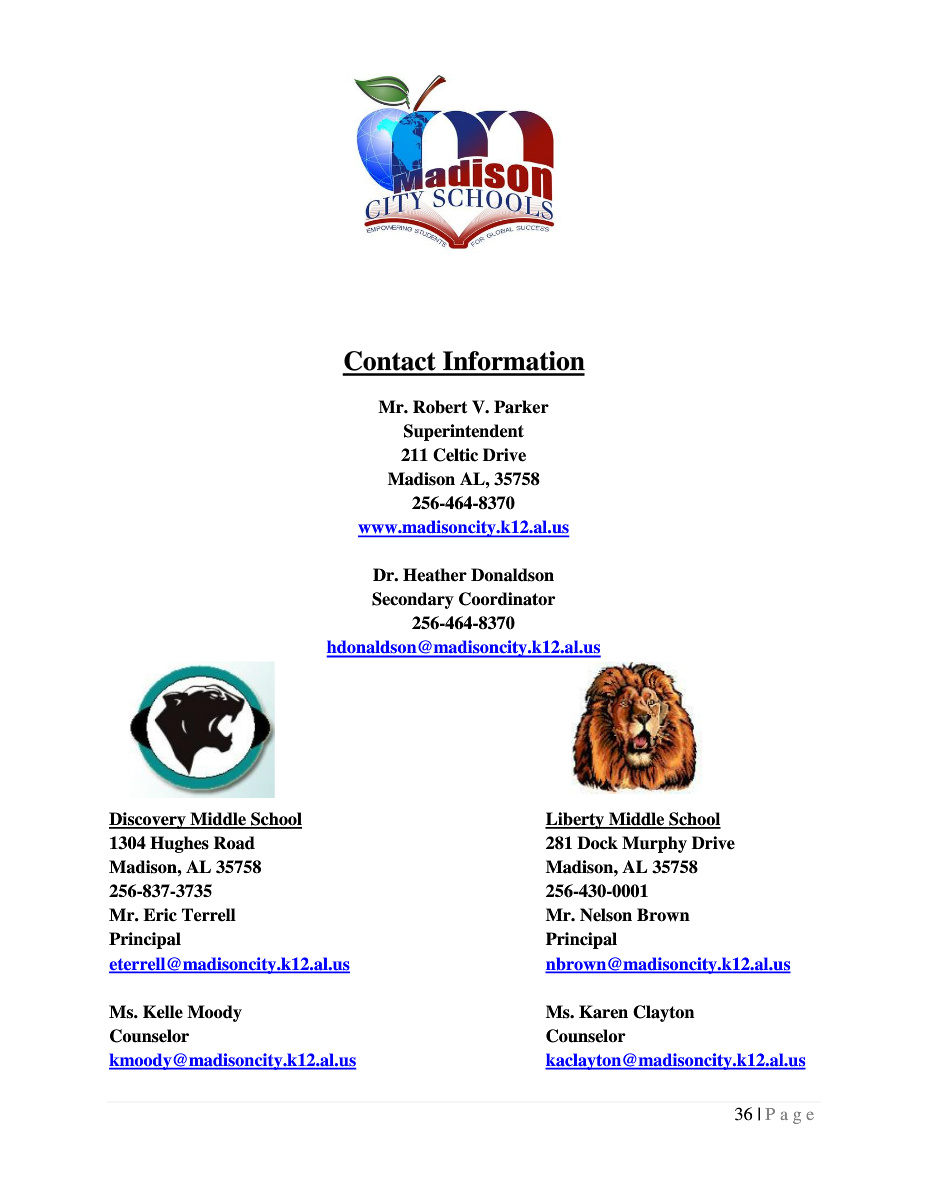 Madison
CITY SCHOOLS
EMPOWERING STUDENTS FOR GLOBAL SUCCESS
Contact Information
Mr. Robert V. Parker
Superintendent
211 Celtic Drive
Madison AL, 35758
256-464-8370
www.madisoncity.k12.al.us
Dr. Heather Donaldson
Secondary Coordinator
256-464-8370
hdonaldson@madisoncity.k12.al.us
Discovery Middle School
1304 Hughes Road
Madison, AL 35758
256-837-3735
Mr. Eric Terrell
Principal
eterrell@madisoncity.k12.al.us
Ms. Kelle Moody
Counselor
kmoody@madisoncity.k12.al.us
Liberty Middle School
281 Dock Murphy Drive
Madison, AL 35758
256-430-0001
Mr. Nelson Brown
Principal
nbrown@madisoncity.k12.al.us
Ms. Karen Clayton
Counselor
kaclayton@madisoncity.k12.al.us
36 | Page